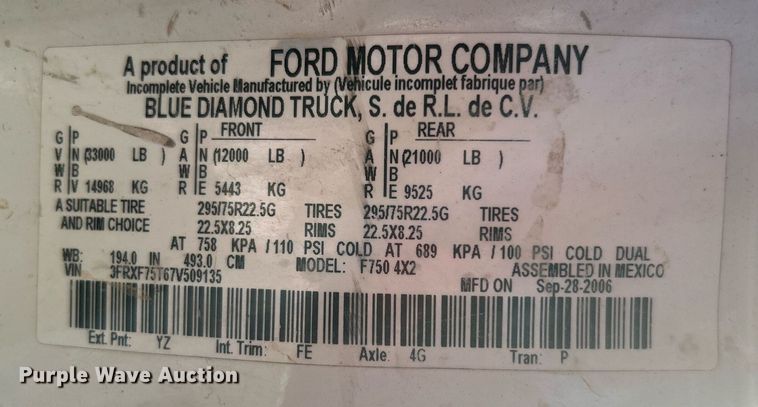 A product of FORD MOTOR COMPANY
Incomplete Vehicle Manufactured by (Vehicule incomplet fabrique par)
BLUE DIAMOND TRUCK, S. de R.L. de C.V.
G P G P FRONT G P REAR
V N (33000 LB ) A N (12000 LB ) A N (21000 LB )
W B W B W B
R V 14968 KG R E 5443 KG R E 9525 KG
A SUITABLE TIRE 295/75R22.5G TIRES 295/75R22.5G TIRES
AND RIM CHOICE 22.5X8.25 RIMS 22.5X8.25 RIMS
AT 758 KPA /110 PSI COLD AT 689 KPA /100 PSI COLD DUAL
WB: 194.0 IN 493.0 CM MODEL: F750 4X2 ASSEMBLED IN MEXICO
VIN 3FRXF75T67V509135 MFD ON Sep-28-2006
Ext. Pnt: YZ Int. Trim: FE Axle: 4G Tran: P
Purple Wave Auction